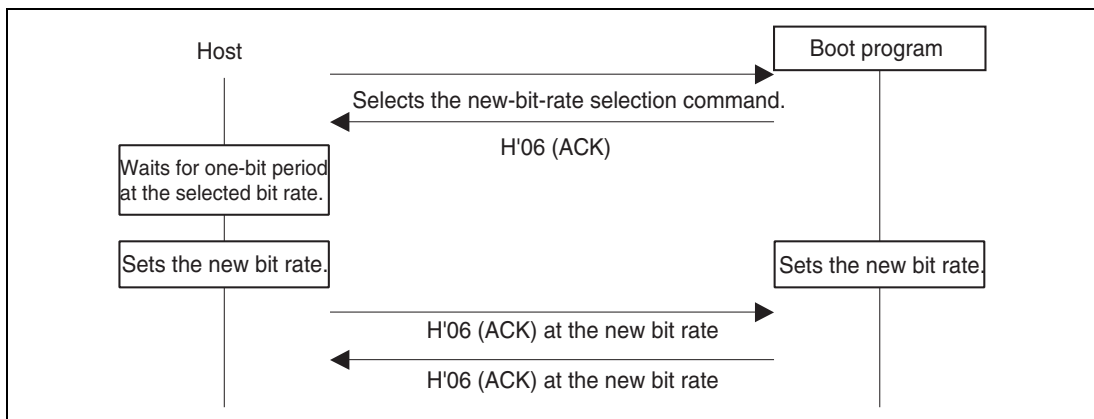 Host
Boot program
Selects the new-bit-rate selection command.
H'06 (ACK)
Waits for one-bit period
at the selected bit rate.
Sets the new bit rate.
Sets the new bit rate.
H'06 (ACK) at the new bit rate
H'06 (ACK) at the new bit rate